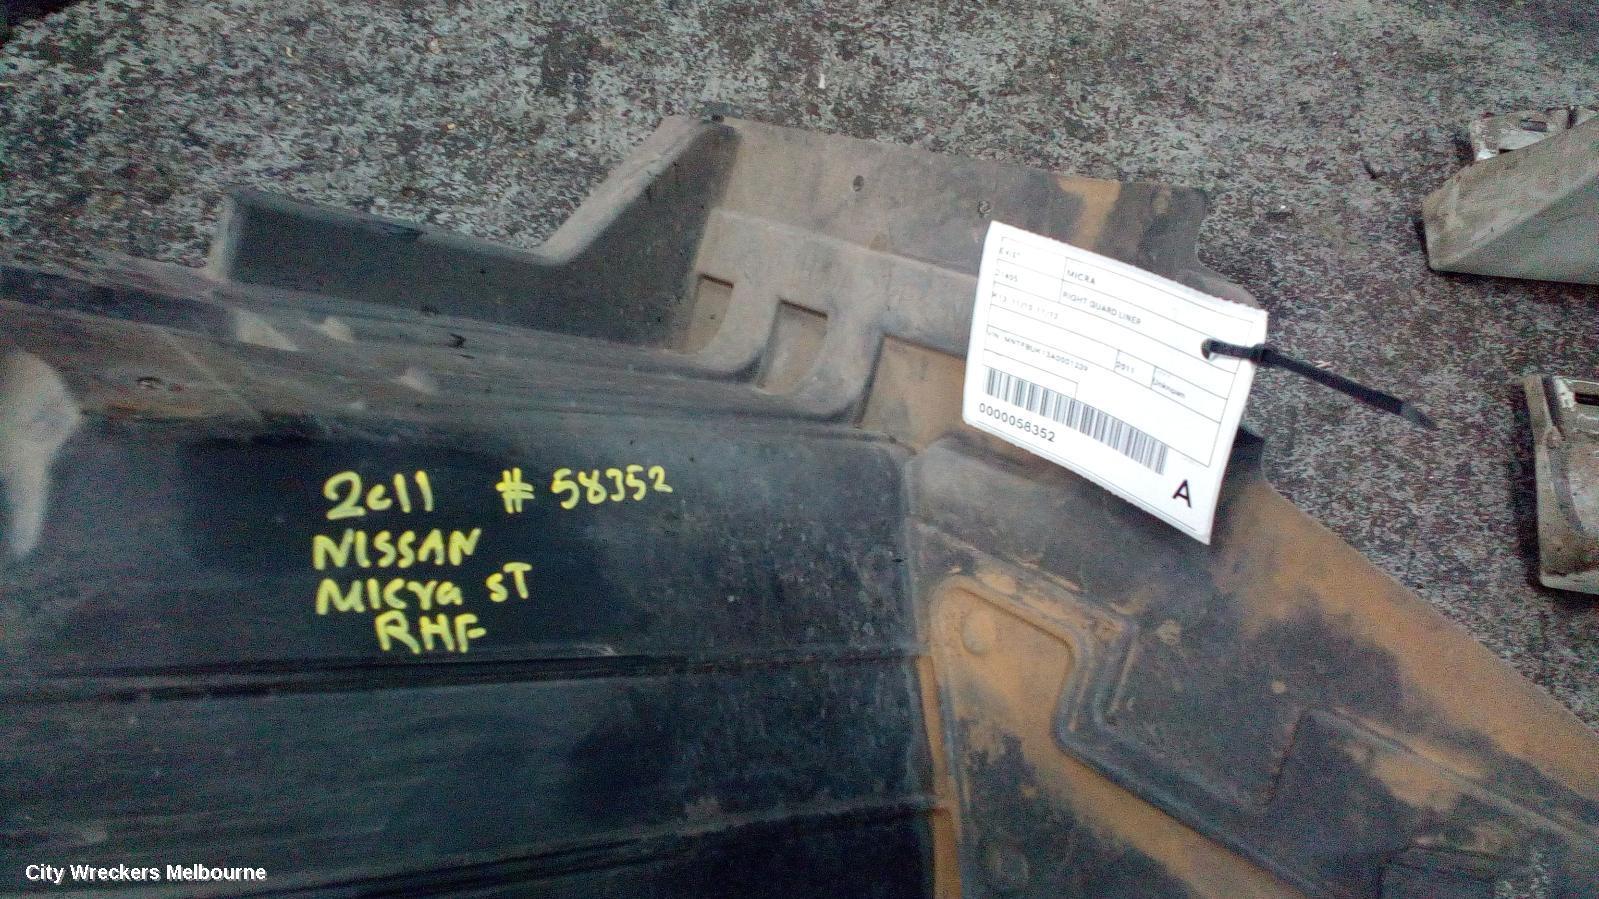 MICRA
RIGHT GUARD LINER
2011
Unknown
0000058352
A
2011 # 58352
NISSAN
MICRA ST
RHF
City Wreckers Melbourne